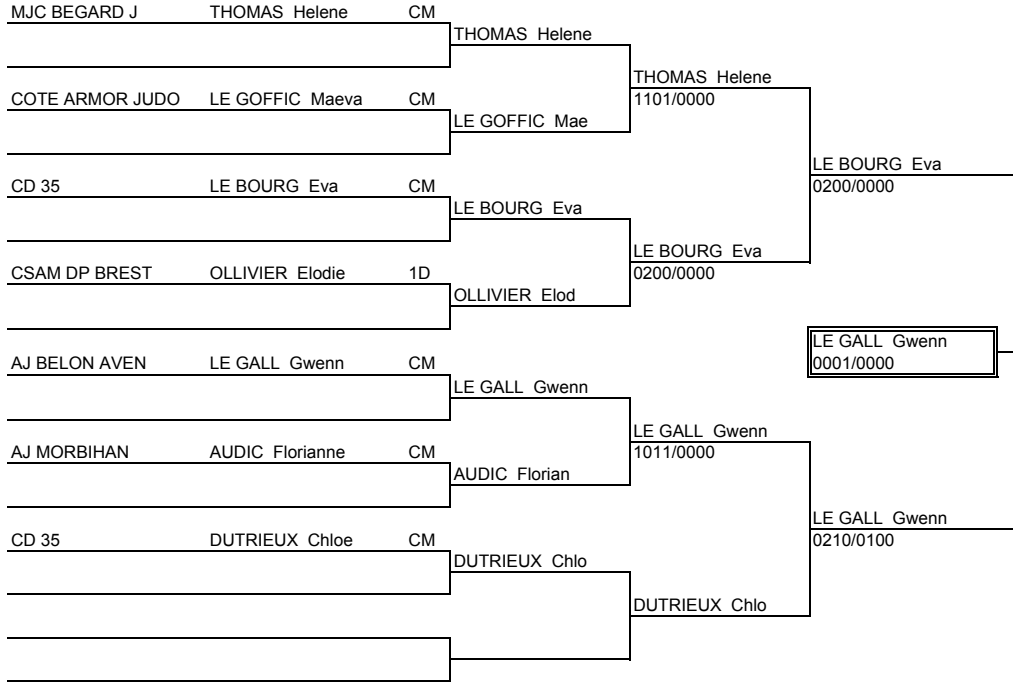 MJC BEGARD J THOMAS Helene CM
THOMAS Helene
THOMAS Helene
1101/0000
COTE ARMOR JUDO LE GOFFIC Maeva CM
LE GOFFIC Mae
LE BOURG Eva
0200/0000
CD 35 LE BOURG Eva CM
LE BOURG Eva
LE BOURG Eva
0200/0000
CSAM DP BREST OLLIVIER Elodie 1D
OLLIVIER Elod
LE GALL Gwenn
0001/0000
AJ BELON AVEN LE GALL Gwenn CM
LE GALL Gwenn
LE GALL Gwenn
1011/0000
AJ MORBIHAN AUDIC Florianne CM
AUDIC Florian
LE GALL Gwenn
0210/0100
CD 35 DUTRIEUX Chloe CM
DUTRIEUX Chlo
DUTRIEUX Chlo